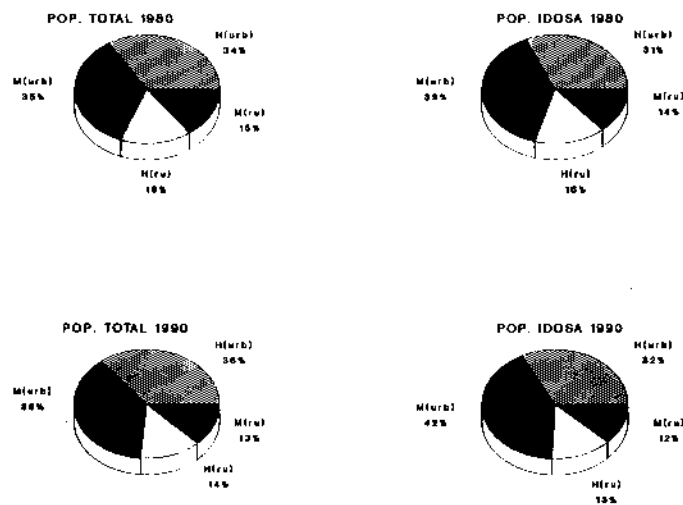 POP. TOTAL 1980
H(urb)
34%
M(urb)
35%
M(ru)
15%
H(ru)
16%
POP. IDOSA 1980
H(urb)
31%
M(urb)
39%
M(ru)
14%
H(ru)
16%
POP. TOTAL 1990
H(urb)
36%
M(urb)
M(ru)
13%
H(ru)
14%
POP. IDOSA 1990
H(urb)
32%
M(urb)
42%
M(ru)
12%
H(ru)
13%